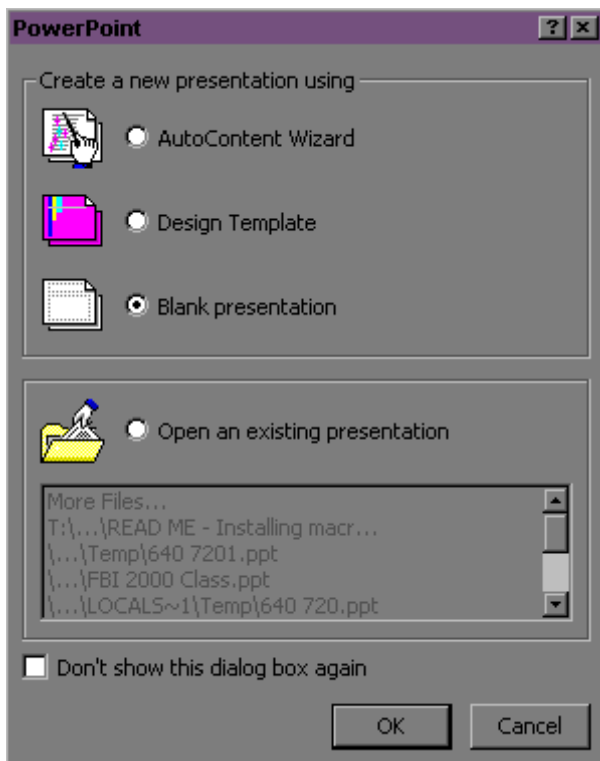 PowerPoint
Create a new presentation using
AutoContent Wizard
Design Template
Blank presentation
Open an existing presentation
More Files...
T:\...\READ ME - Installing macr...
\...\Temp\640 7201.ppt
\...\FBI 2000 Class.ppt
\...\LOCALS~1\Temp\640 720.ppt
Don't show this dialog box again
OK Cancel